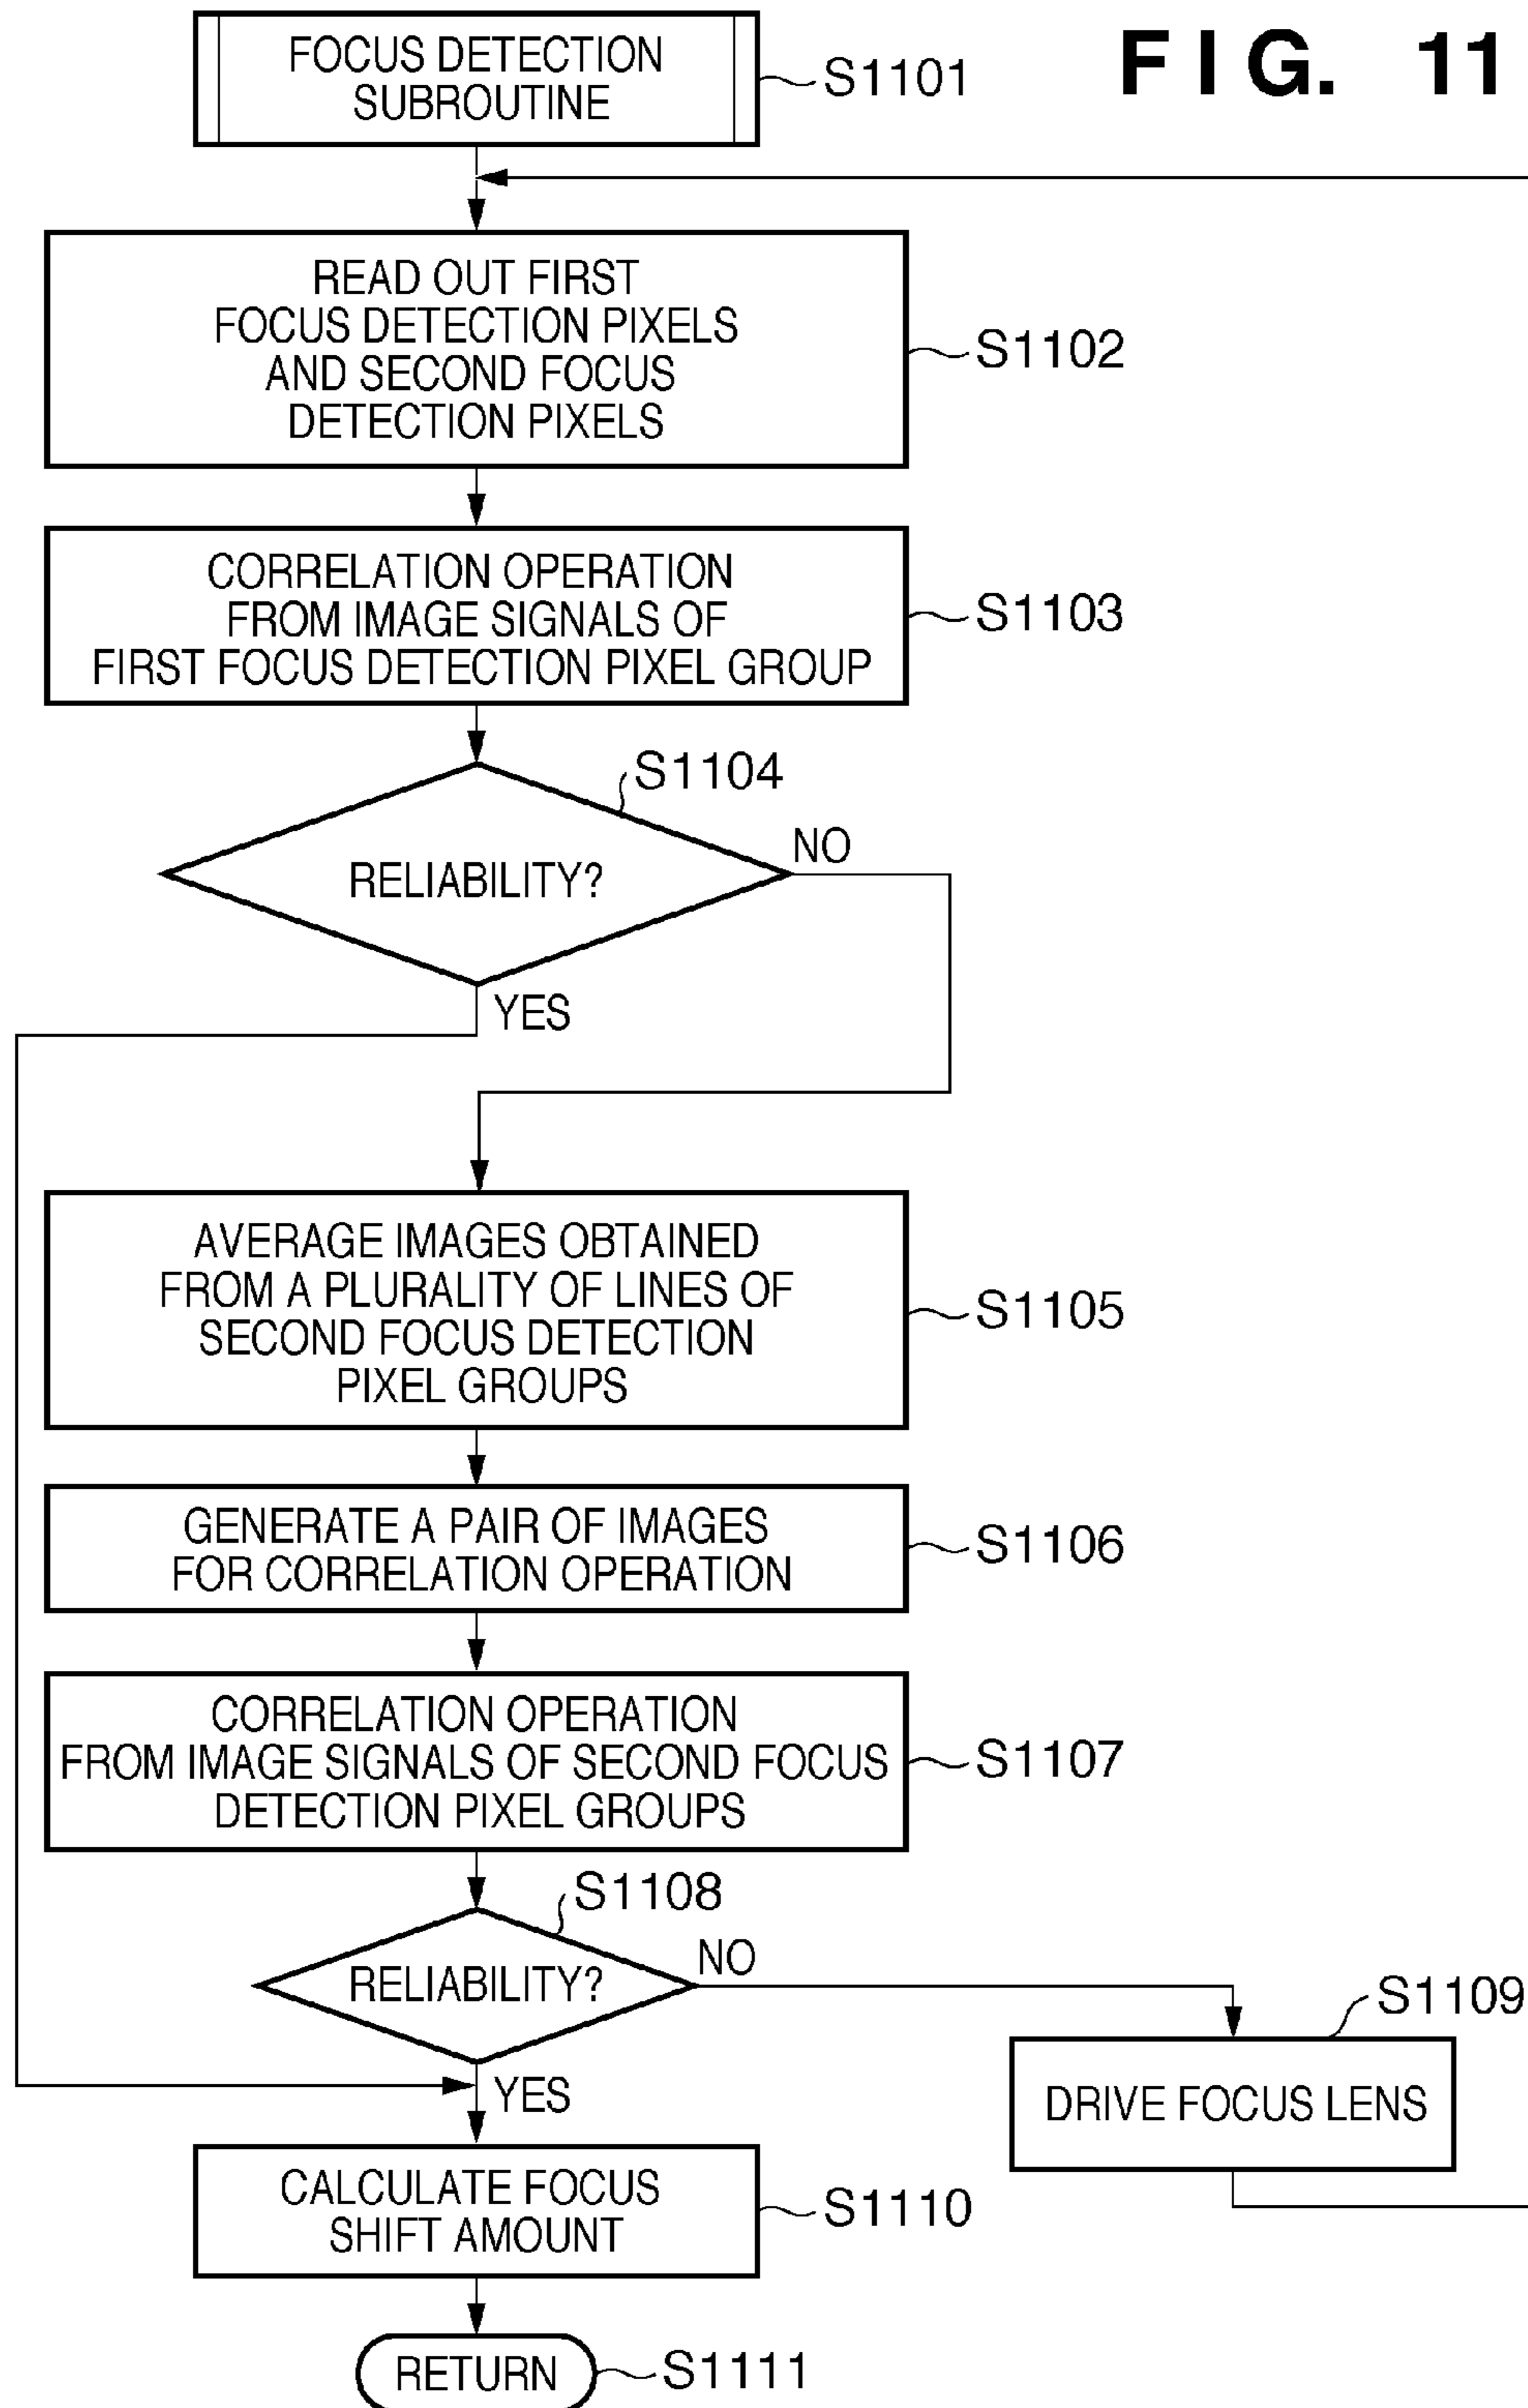 FIG. 11
FOCUS DETECTION
SUBROUTINE
S1101
READ OUT FIRST
FOCUS DETECTION PIXELS
AND SECOND FOCUS
DETECTION PIXELS
S1102
CORRELATION OPERATION
FROM IMAGE SIGNALS OF
FIRST FOCUS DETECTION PIXEL GROUP
S1103
S1104
RELIABILITY?
NO
YES
AVERAGE IMAGES OBTAINED
FROM A PLURALITY OF LINES OF
SECOND FOCUS DETECTION
PIXEL GROUPS
S1105
GENERATE A PAIR OF IMAGES
FOR CORRELATION OPERATION
S1106
CORRELATION OPERATION
FROM IMAGE SIGNALS OF SECOND FOCUS
DETECTION PIXEL GROUPS
S1107
S1108
RELIABILITY?
NO
YES
S1109
DRIVE FOCUS LENS
CALCULATE FOCUS
SHIFT AMOUNT
S1110
RETURN
S1111